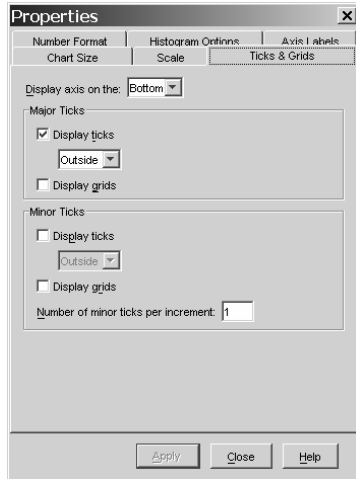 Properties
Number Format Histogram Options Axis Labels
Chart Size Scale Ticks & Grids
Display axis on the: Bottom
Major Ticks
Display ticks
Outside
Display grids
Minor Ticks
Display ticks
Outside
Display grids
Number of minor ticks per increment: 1
Apply Close Help